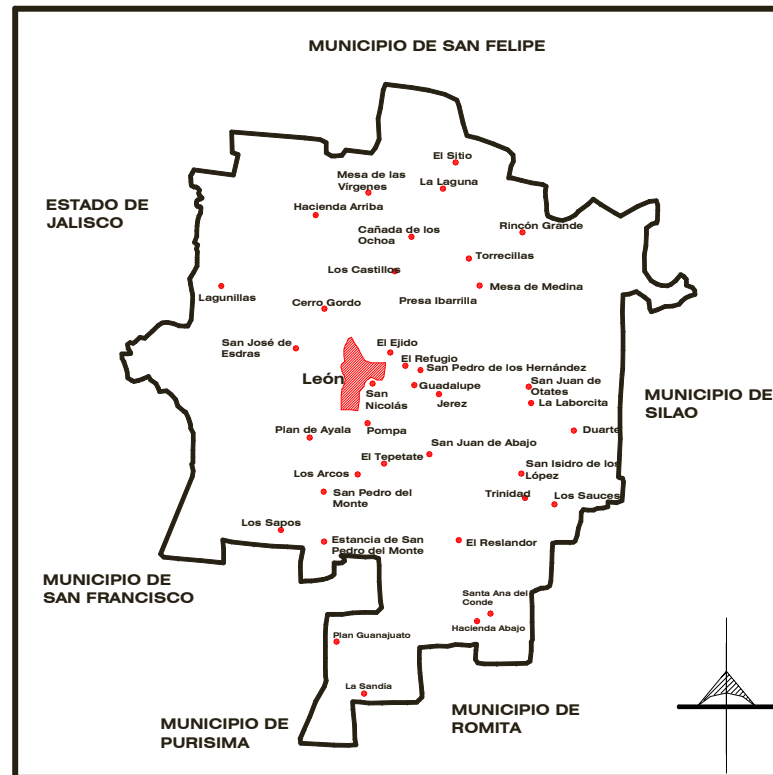 MUNICIPIO DE SAN FELIPE
El Sitio
Mesa de las
Vírgenes
La Laguna
ESTADO DE
JALISCO
Hacienda Arriba
Rincón Grande
Cañada de los
Ochoa
Torrecillas
Los Castillos
Lagunillas
Presa Ibarrilla
Mesa de Medina
Cerro Gordo
San José de
Esdras
El Ejido
El Refugio
San Pedro de los Hernández
León
San
Nicolás
Guadalupe
Jerez
San Juan de
Otates
La Laborcita
MUNICIPIO DE
SILAO
Plan de Ayala
Pompa
Duarte
San Juan de Abajo
El Tepetate
Los Arcos
San Isidro de los
López
San Pedro del
Monte
Trinidad
Los Sauces
Los Sapos
Estancia de San
Pedro del Monte
El Reslandor
MUNICIPIO DE
SAN FRANCISCO
Santa Ana del
Conde
Hacienda Abajo
Plan Guanajuato
La Sandía
MUNICIPIO DE
PURISIMA
MUNICIPIO DE
ROMITA